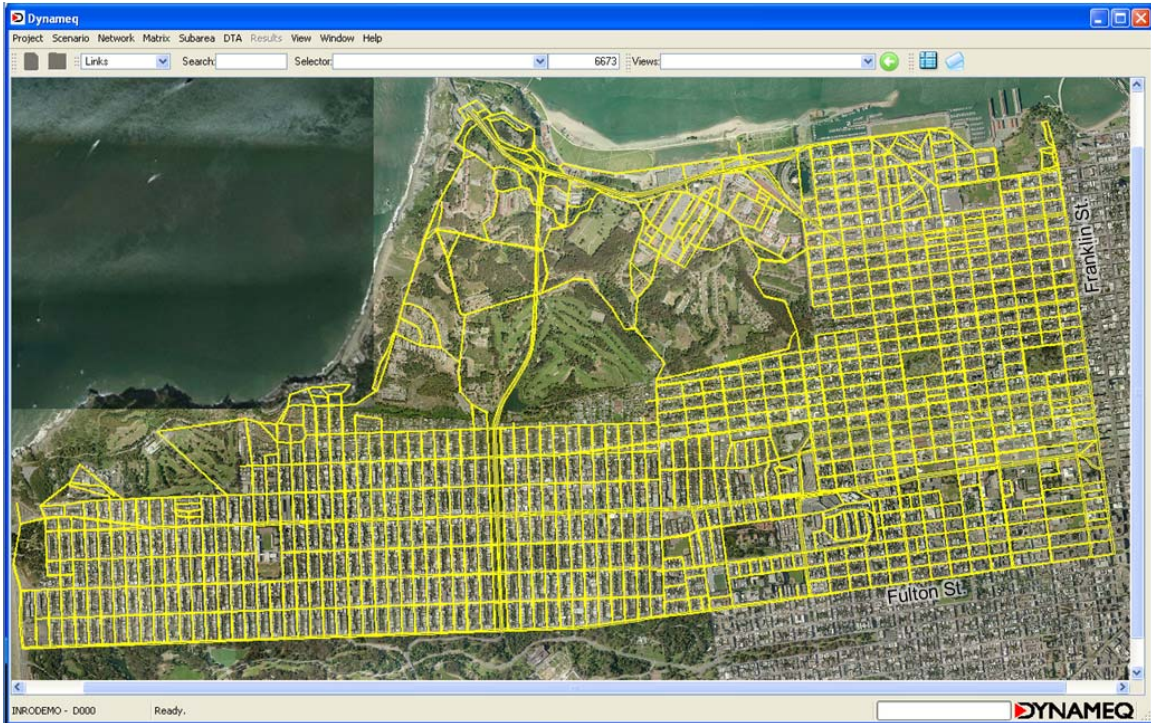 Dynameq
Project Scenario Network Matrix Subarea DTA Results View Window Help
Links Search: Selector: 6673 Views:
Franklin St.
Fulton St.
INRODEMO - D000 Ready. DYNAMEQ